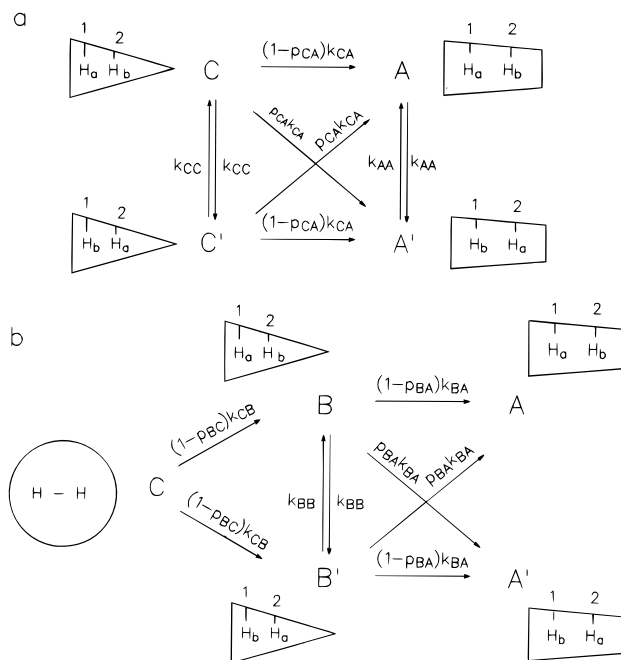 a
1 2 C (1-pCA)kCA A 1 2
Ha Hb Ha Hb
pCAkCA pCAkCA
kCC kCC kAA kAA
1 2 (1-pCA)kCA 1 2
Hb Ha C' A' Hb Ha
b
1 2 1 2
Ha Hb Ha Hb
(1-pBA)kBA
B A
(1-pBC)kCB
pBAkBA pBAkBA
H – H C
kBB kBB
(1-pBC)kCB
(1-pBA)kBA
B' A'
1 2 1 2
Hb Ha Hb Ha